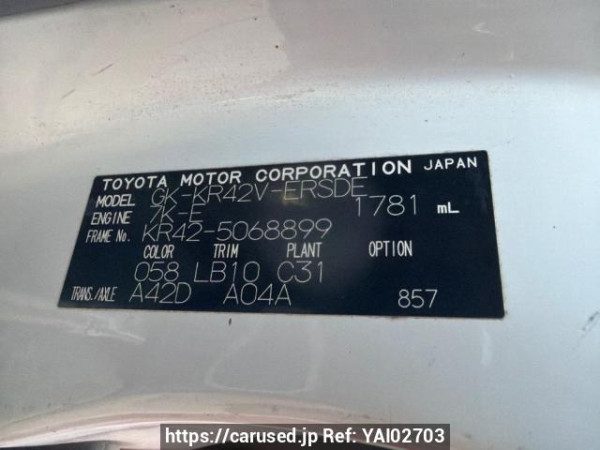 TOYOTA MOTOR CORPORATION JAPAN
MODEL GK-KR42V-ERSDE
ENGINE 7K-E 1781 mL
FRAME No. KR42-5068899
COLOR TRIM PLANT OPTION
058 LB10 C31
TRANS./AXLE A42D A04A 857
https://carused.jp Ref: YAI02703